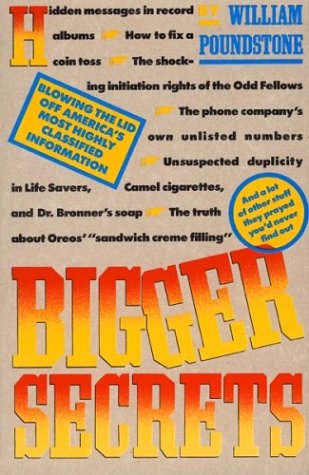 Hidden messages in record
albums ☛ How to fix a
coin toss ☛ The shock-
ing initiation rights of the Odd Fellows
☛ The phone company's
own unlisted numbers
☛ Unsuspected duplicity
in Life Savers, Camel cigarettes,
and Dr. Bronner's soap ☛ The truth
about Oreos' "sandwich creme filling"
BY WILLIAM
POUNDSTONE
BLOWING THE LID
OFF AMERICA'S
MOST HIGHLY
CLASSIFIED
INFORMATION
And a lot
of other stuff
they prayed
you'd never
find out
BIGGER
SECRETS